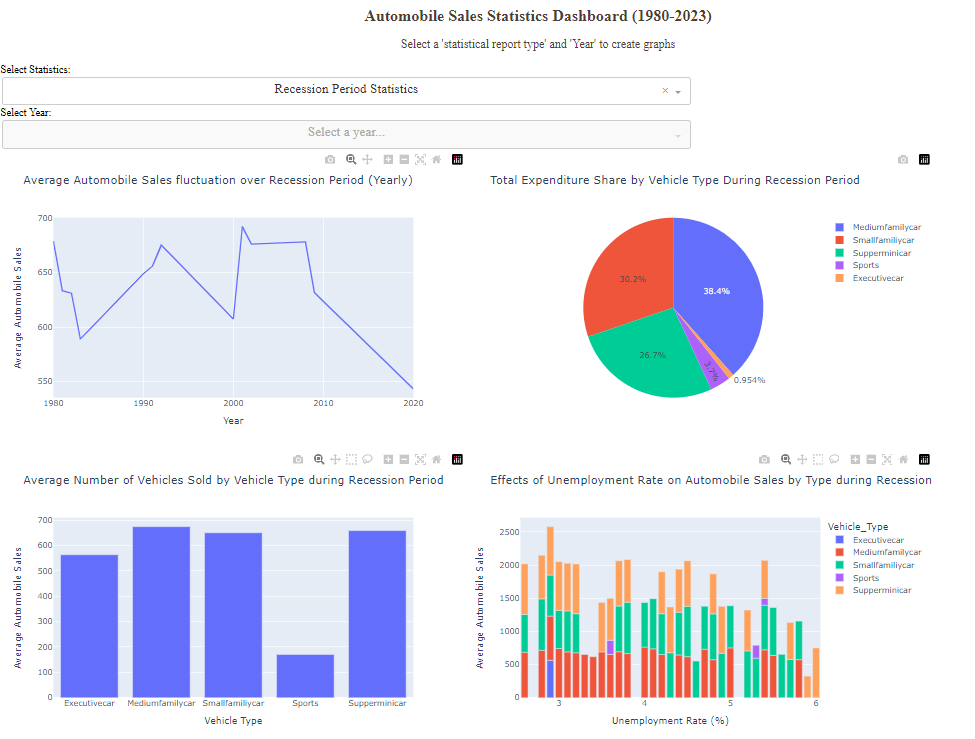 Automobile Sales Statistics Dashboard (1980-2023)
Select a 'statistical report type' and 'Year' to create graphs
Select Statistics:
Recession Period Statistics
×
Select Year:
Select a year...
Average Automobile Sales fluctuation over Recession Period (Yearly)
700
650
600
550
Average Automobile Sales
1980
1990
2000
2010
2020
Year
Total Expenditure Share by Vehicle Type During Recession Period
38.4%
30.2%
26.7%
3.7%
0.954%
Mediumfamilycar
Smallfamiliycar
Supperminicar
Sports
Executivecar
Average Number of Vehicles Sold by Vehicle Type during Recession Period
700
600
500
400
300
200
100
0
Average Automobile Sales
Executivecar
Mediumfamilycar
Smallfamiliycar
Sports
Supperminicar
Vehicle Type
Effects of Unemployment Rate on Automobile Sales by Type during Recession
2500
2000
1500
1000
500
0
Average Automobile Sales
3
4
5
6
Unemployment Rate (%)
Vehicle_Type
Executivecar
Mediumfamilycar
Smallfamiliycar
Sports
Supperminicar